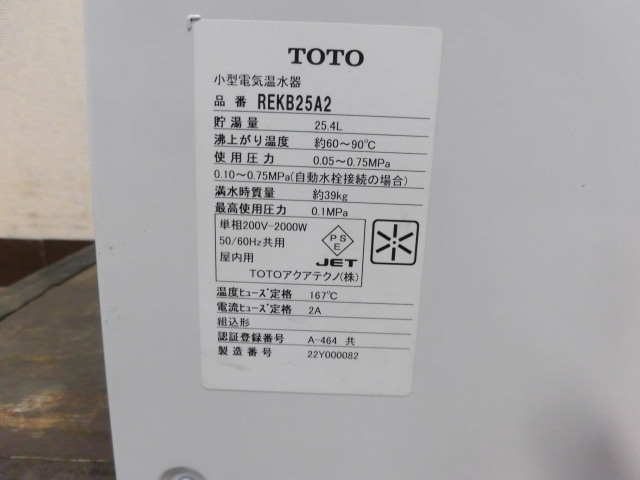 TOTO
小型電気温水器
品番 REKB25A2
貯湯量 25.4L
沸上がり温度 約60～90℃
使用圧力 0.05～0.75MPa
0.10～0.75MPa(自動水栓接続の場合)
満水時質量 約39kg
最高使用圧力 0.1MPa
単相200V-2000W
50/60Hz共用
屋内用
PSE
JET
TOTOアクアテクノ(株)
温度ﾋｭｰｽﾞ定格 167℃
電流ﾋｭｰｽﾞ定格 2A
組込形
認証登録番号 A-464 共
製造番号 22Y000082